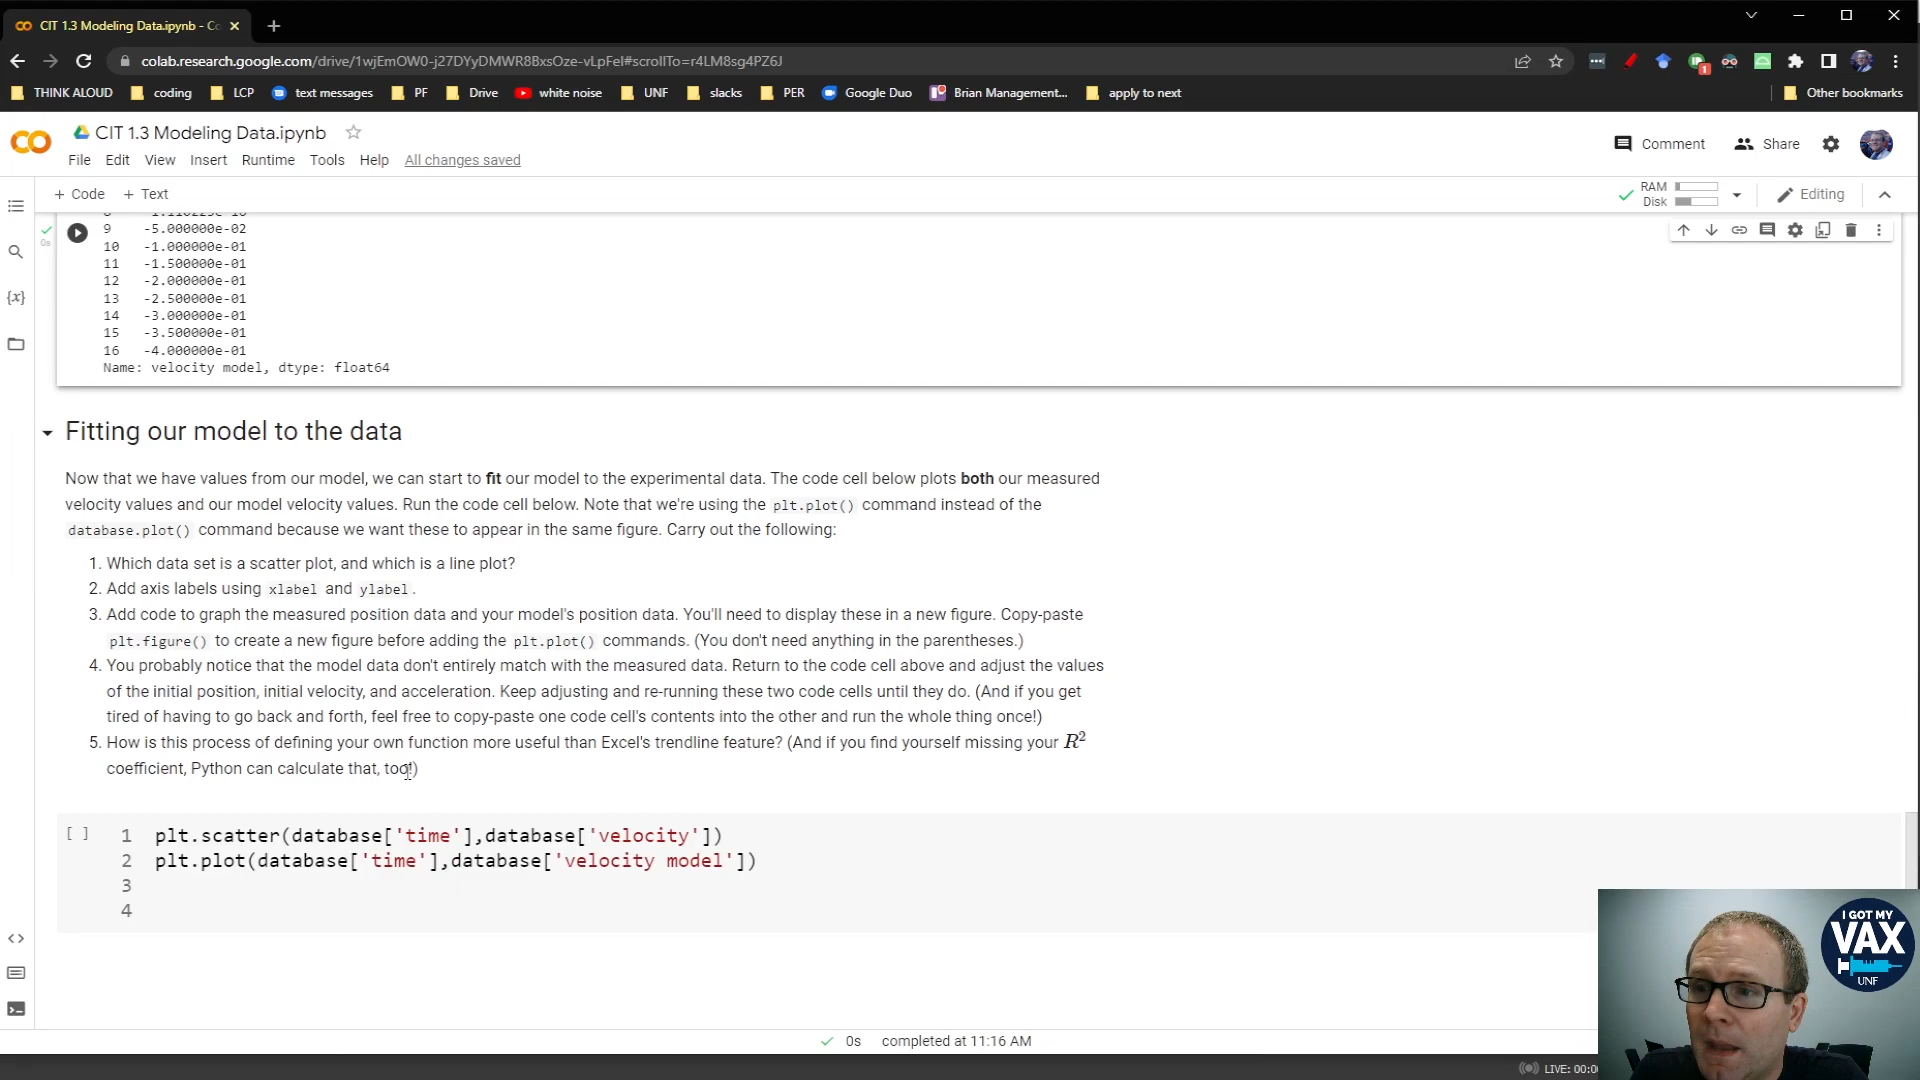 CIT 1.3 Modeling Data.ipynb - Co
colab.research.google.com/drive/1wjEmOW0-j27DYyDMWR8BxsOze-vLpFeI#scrollTo=r4LM8sg4PZ6J
THINK ALOUD coding LCP text messages PF Drive white noise UNF slacks PER Google Duo Brian Management... apply to next Other bookmarks
CIT 1.3 Modeling Data.ipynb
Comment Share
File Edit View Insert Runtime Tools Help All changes saved
+ Code + Text
RAM
Disk
Editing
9 -5.000000e-02
10 -1.000000e-01
11 -1.500000e-01
12 -2.000000e-01
13 -2.500000e-01
14 -3.000000e-01
15 -3.500000e-01
16 -4.000000e-01
Name: velocity model, dtype: float64
0s
{x}
1
Fitting our model to the data
Now that we have values from our model, we can start to fit our model to the experimental data. The code cell below plots both our measured
velocity values and our model velocity values. Run the code cell below. Note that we're using the plt.plot() command instead of the
database.plot() command because we want these to appear in the same figure. Carry out the following:
1. Which data set is a scatter plot, and which is a line plot?
2. Add axis labels using xlabel and ylabel.
3. Add code to graph the measured position data and your model's position data. You'll need to display these in a new figure. Copy-paste
plt.figure() to create a new figure before adding the plt.plot() commands. (You don't need anything in the parentheses.)
4. You probably notice that the model data don't entirely match with the measured data. Return to the code cell above and adjust the values
of the initial position, initial velocity, and acceleration. Keep adjusting and re-running these two code cells until they do. (And if you get
tired of having to go back and forth, feel free to copy-paste one code cell's contents into the other and run the whole thing once!)
5. How is this process of defining your own function more useful than Excel's trendline feature? (And if you find yourself missing your R²
coefficient, Python can calculate that, too!)
[ ] 1 plt.scatter(database['time'],database['velocity'])
2 plt.plot(database['time'],database['velocity model'])
3
4
I GOT MY
VAX
UNF
0s completed at 11:16 AM
LIVE: 00:0